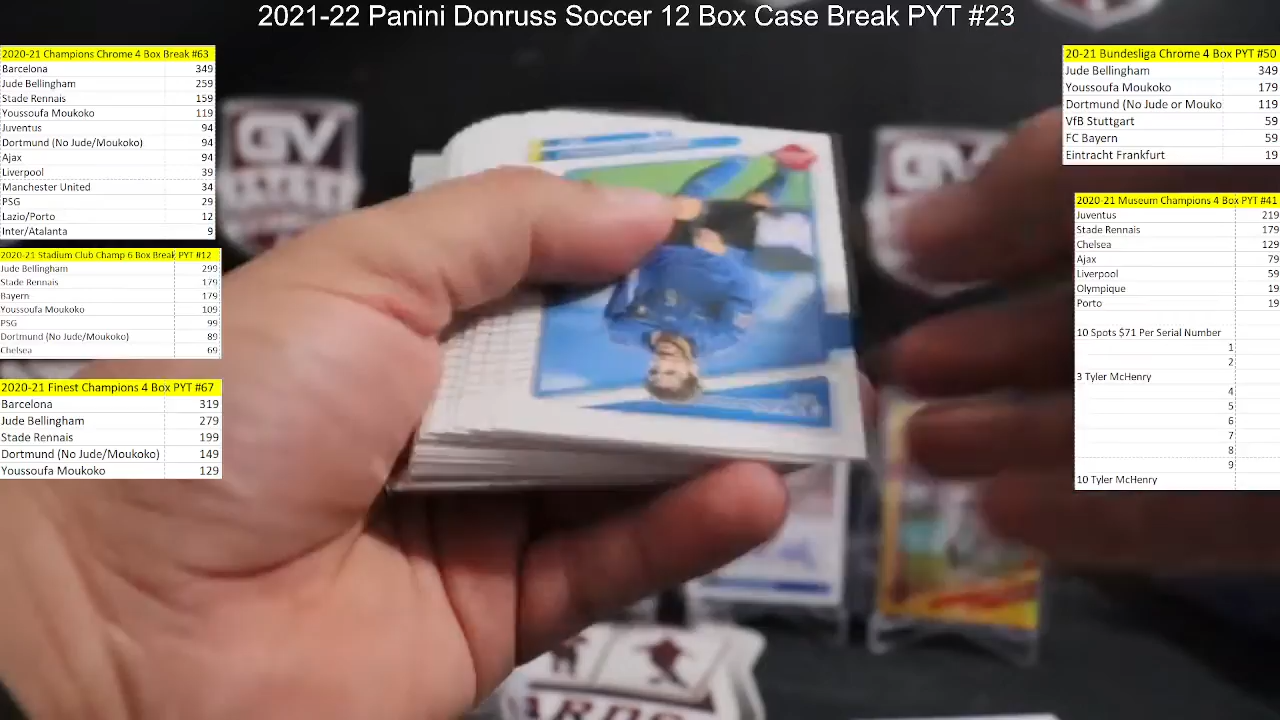 2021-22 Panini Donruss Soccer 12 Box Case Break PYT #23
2020-21 Champions Chrome 4 Box Break #63
Barcelona 349
Jude Bellingham 259
Stade Rennais 159
Youssoufa Moukoko 119
Juventus 94
Dortmund (No Jude/Moukoko) 94
Ajax 94
Liverpool 39
Manchester United 34
PSG 29
Lazio/Porto 12
Inter/Atalanta 9
2020-21 Stadium Club Champ 6 Box Break PYT #12
Jude Bellingham 299
Stade Rennais 179
Bayern 179
Youssoufa Moukoko 109
PSG 99
Dortmund (No Jude/Moukoko) 89
Chelsea 69
2020-21 Finest Champions 4 Box PYT #67
Barcelona 319
Jude Bellingham 279
Stade Rennais 199
Dortmund (No Jude/Moukoko) 149
Youssoufa Moukoko 129
20-21 Bundesliga Chrome 4 Box PYT #50
Jude Bellingham 349
Youssoufa Moukoko 179
Dortmund (No Jude or Mouko 119
VfB Stuttgart 59
FC Bayern 59
Eintracht Frankfurt 19
2020-21 Museum Champions 4 Box PYT #41
Juventus 219
Stade Rennais 179
Chelsea 129
Ajax 79
Liverpool 59
Olympique 19
Porto 19
10 Spots $71 Per Serial Number
1
2
3 Tyler McHenry
4
5
6
7
8
9
10 Tyler McHenry
GV
GV